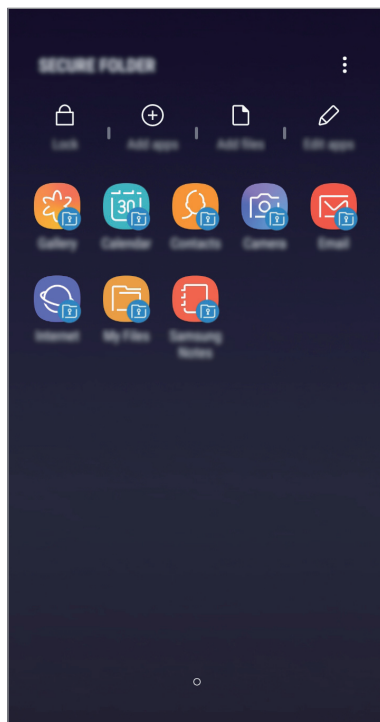 SECURE FOLDER
Lock
Add apps
Add files
Edit apps
30
Gallery
Calendar
Contacts
Camera
Email
Internet
My Files
Samsung
Notes